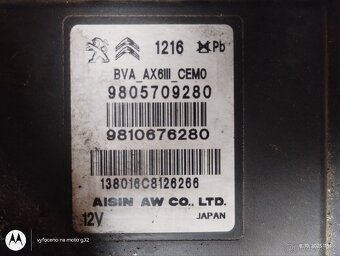 1216 Pb
BVA_AX6III_CEMO
9805709280
9810676280
138016C8126266
AISIN AW CO., LTD.
12V JAPAN
vyfoceno na moto g32